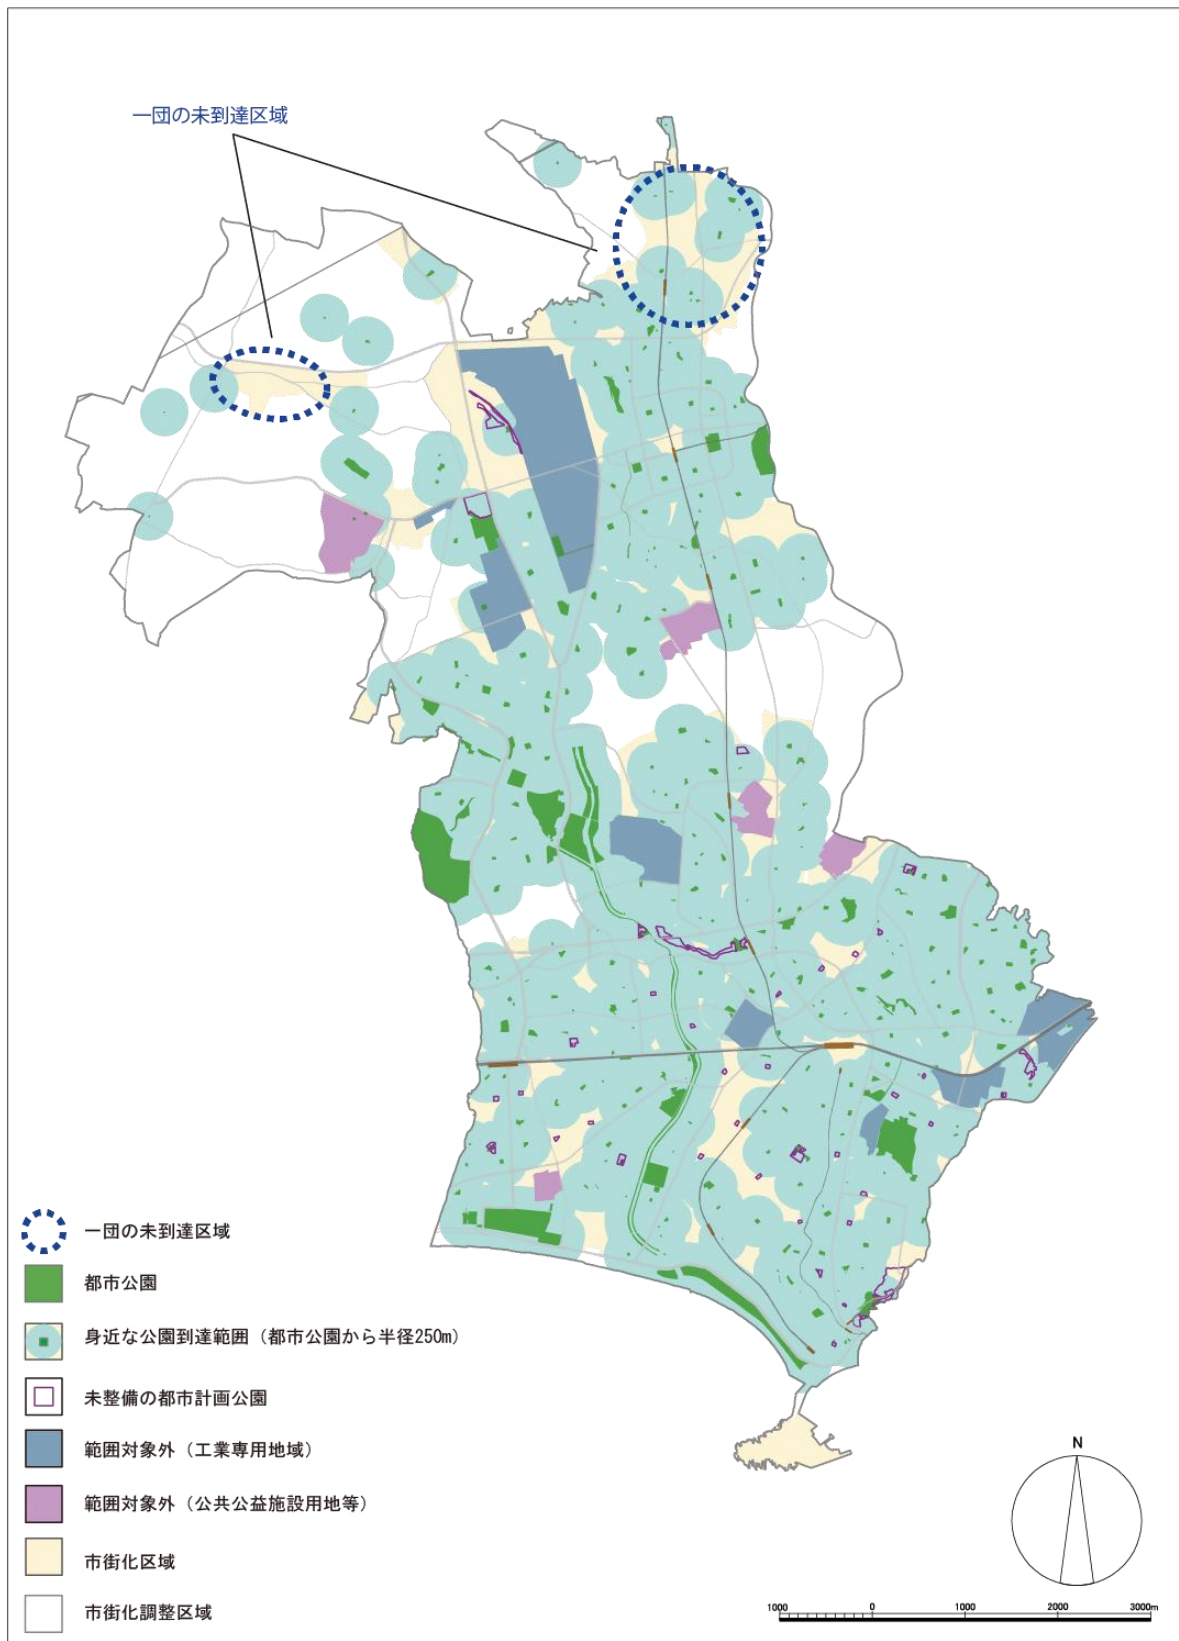 一団の未到達区域
一団の未到達区域
都市公園
身近な公園到達範囲（都市公園から半径250m）
未整備の都市計画公園
範囲対象外（工業専用地域）
範囲対象外（公共公益施設用地等）
市街化区域
市街化調整区域
N
1000 0 1000 2000 3000m